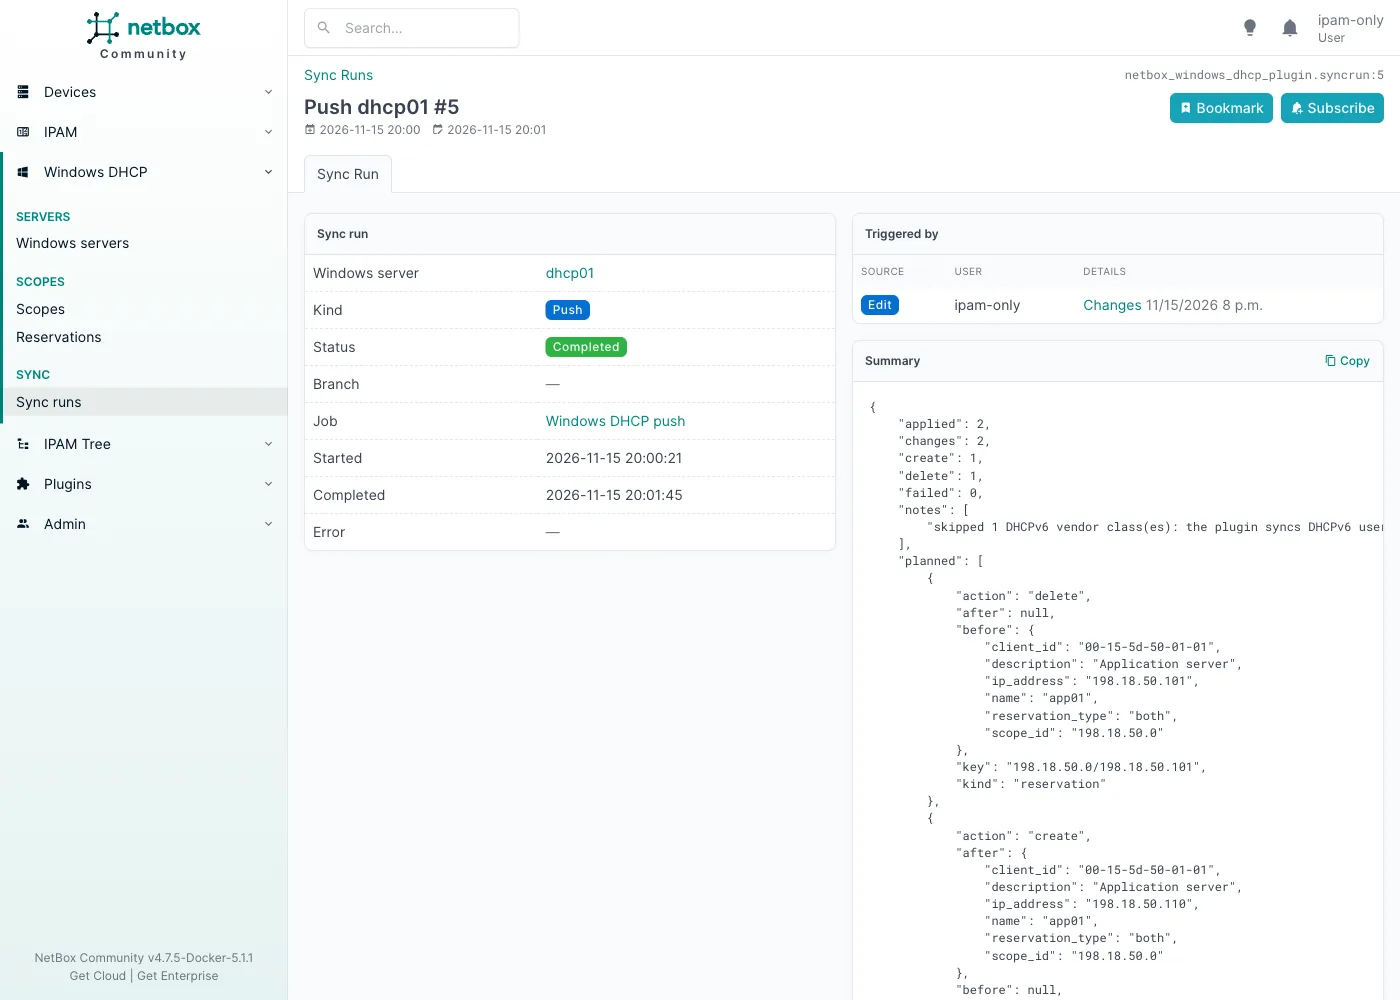 netbox
Community
Devices
IPAM
Windows DHCP
SERVERS
Windows servers
SCOPES
Scopes
Reservations
SYNC
Sync runs
IPAM Tree
Plugins
Admin
NetBox Community v4.7.5-Docker-5.1.1
Get Cloud | Get Enterprise
Search...
ipam-only
User
Sync Runs
netbox_windows_dhcp_plugin.syncrun:5
Push dhcp01 #5
2026-11-15 20:00 2026-11-15 20:01
Bookmark
Subscribe
Sync Run
Sync run
Windows server dhcp01
Kind Push
Status Completed
Branch —
Job Windows DHCP push
Started 2026-11-15 20:00:21
Completed 2026-11-15 20:01:45
Error —
Triggered by
SOURCE USER DETAILS
Edit ipam-only Changes 11/15/2026 8 p.m.
Summary
Copy
{
    "applied": 2,
    "changes": 2,
    "create": 1,
    "delete": 1,
    "failed": 0,
    "notes": [
        "skipped 1 DHCPv6 vendor class(es): the plugin syncs DHCPv6 user
    ],
    "planned": [
        {
            "action": "delete",
            "after": null,
            "before": {
                "client_id": "00-15-5d-50-01-01",
                "description": "Application server",
                "ip_address": "198.18.50.101",
                "name": "app01",
                "reservation_type": "both",
                "scope_id": "198.18.50.0"
            },
            "key": "198.18.50.0/198.18.50.101",
            "kind": "reservation"
        },
        {
            "action": "create",
            "after": {
                "client_id": "00-15-5d-50-01-01",
                "description": "Application server",
                "ip_address": "198.18.50.110",
                "name": "app01",
                "reservation_type": "both",
                "scope_id": "198.18.50.0"
            },
            "before": null,